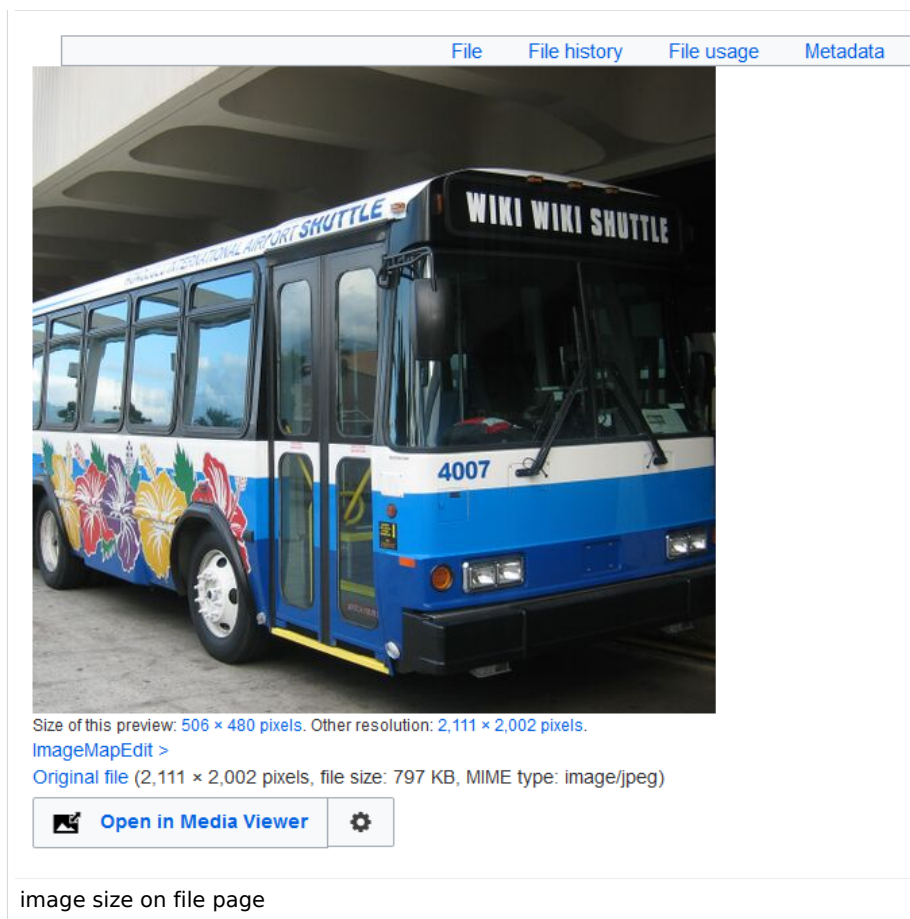 File File history File usage Metadata
WIKI WIKI SHUTTLE
HONOLULU INTERNATIONAL AIRPORT SHUTTLE
4007
Size of this preview: 506 × 480 pixels. Other resolution: 2,111 × 2,002 pixels.
ImageMapEdit >
Original file (2,111 × 2,002 pixels, file size: 797 KB, MIME type: image/jpeg)
Open in Media Viewer
image size on file page